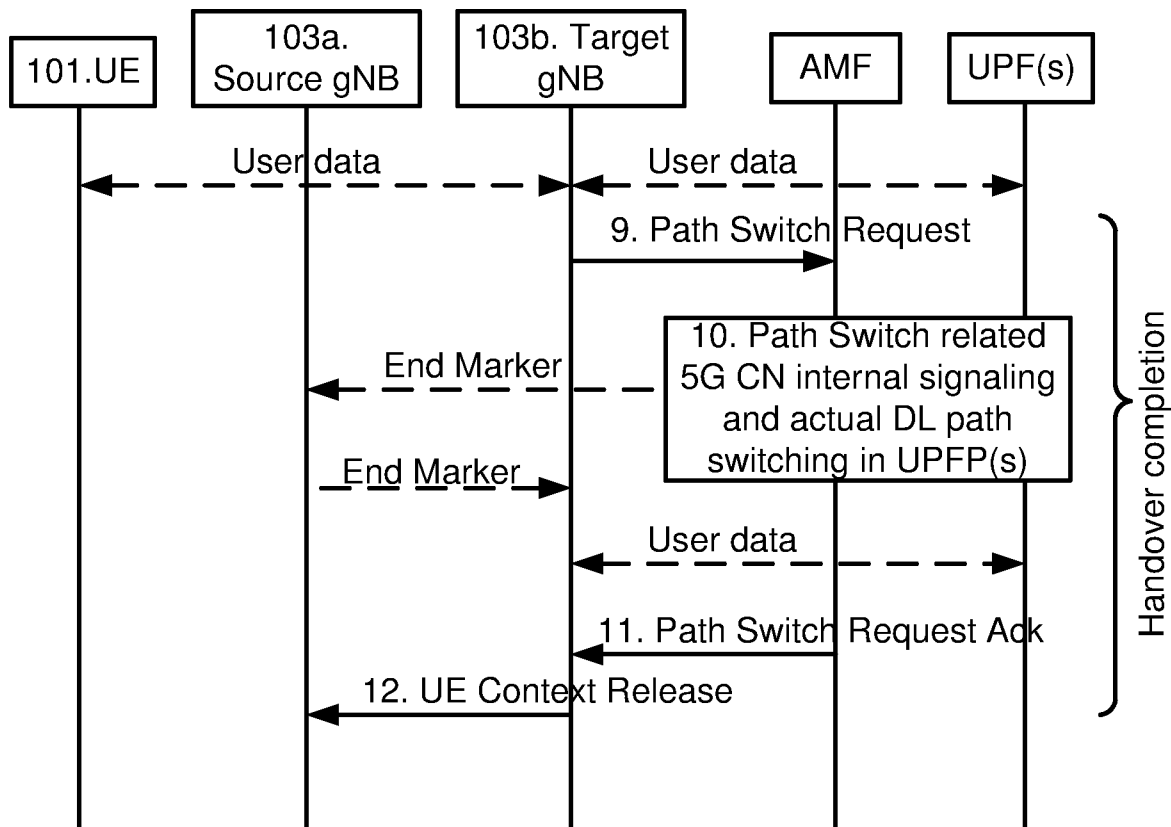 101.UE
103a.
Source gNB
103b. Target
gNB
AMF
UPF(s)
User data
User data
9. Path Switch Request
10. Path Switch related
5G CN internal signaling
and actual DL path
switching in UPFP(s)
End Marker
End Marker
User data
11. Path Switch Request Ack
12. UE Context Release
Handover completion